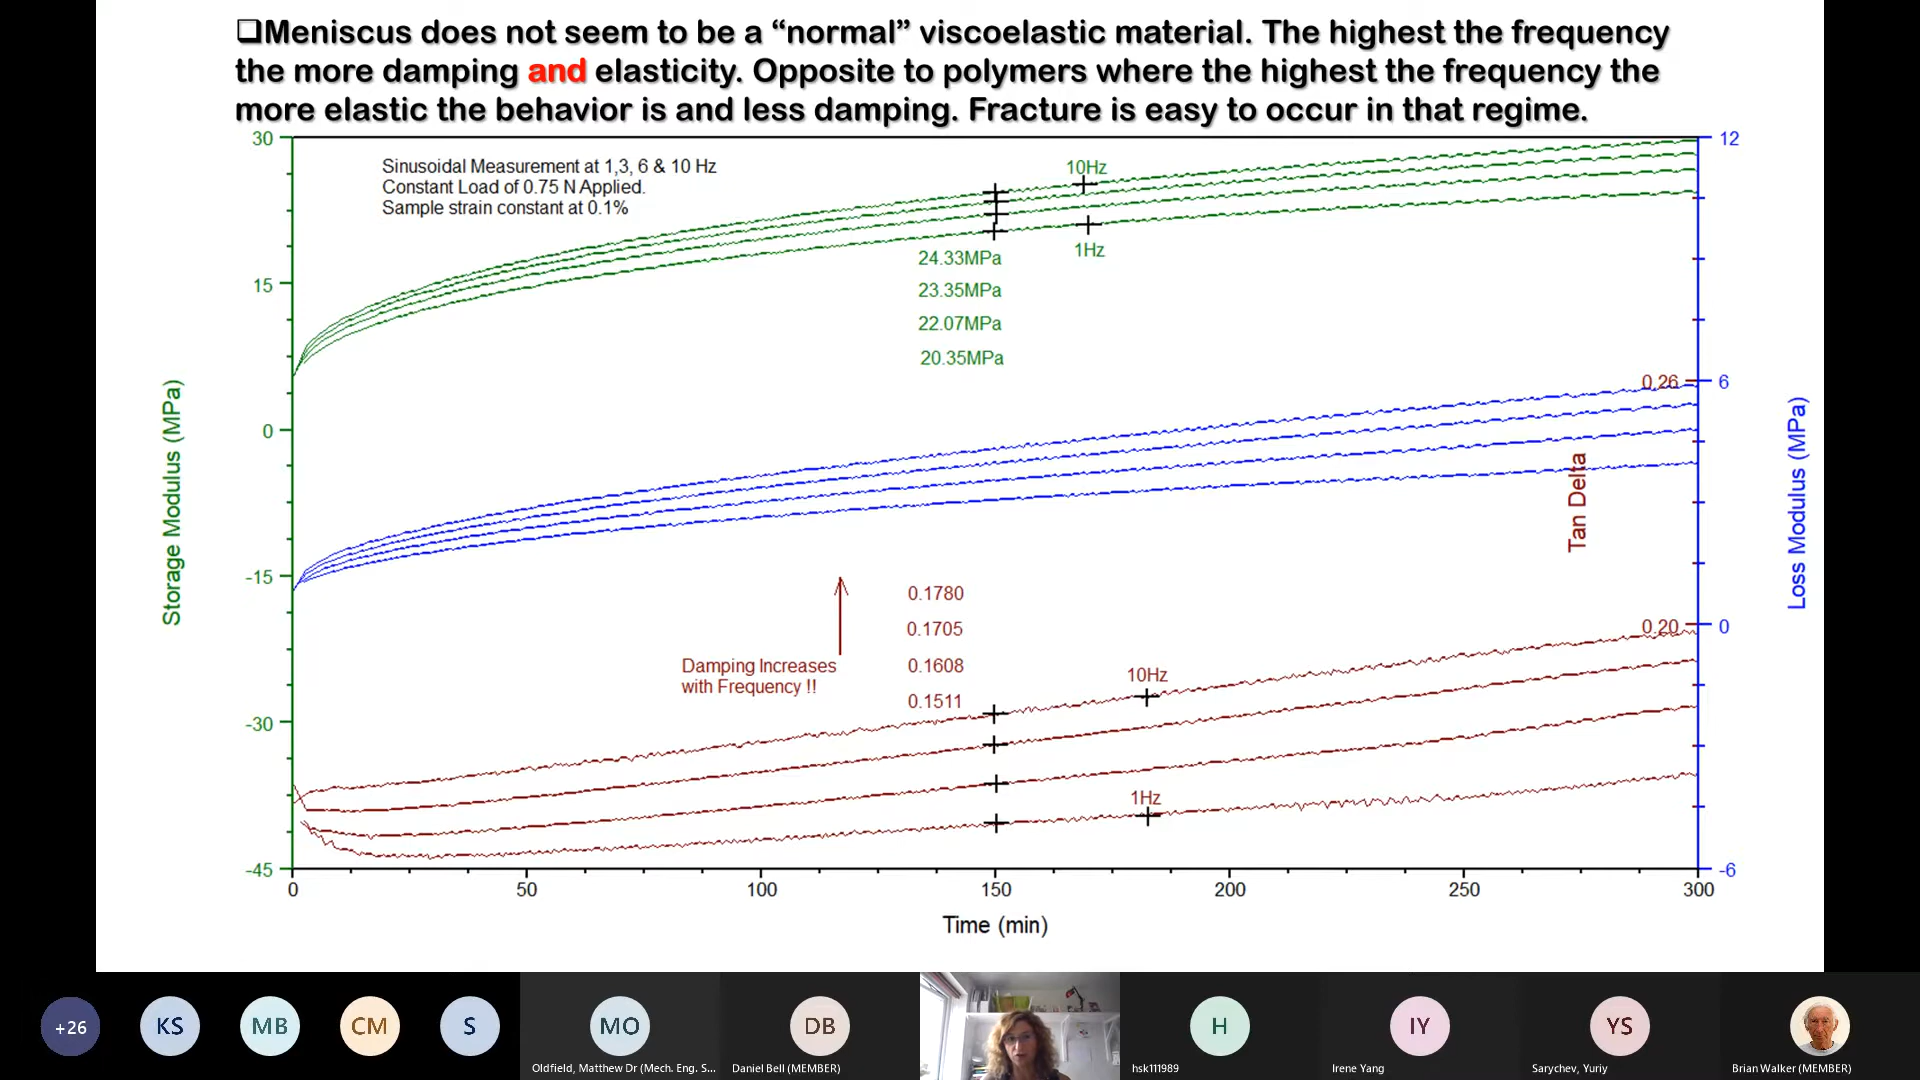 ❑Meniscus does not seem to be a “normal” viscoelastic material. The highest the frequency
the more damping and elasticity. Opposite to polymers where the highest the frequency the
more elastic the behavior is and less damping. Fracture is easy to occur in that regime.
30
12
Sinusoidal Measurement at 1,3, 6 & 10 Hz
Constant Load of 0.75 N Applied.
Sample strain constant at 0.1%
10Hz
1Hz
24.33MPa
23.35MPa
22.07MPa
20.35MPa
15
0.26
6
0
Storage Modulus (MPa)
Tan Delta
Loss Modulus (MPa)
-15
0.1780
0.1705
0.1608
0.1511
0.20
0
Damping Increases
with Frequency !!
10Hz
-30
1Hz
-45
-6
0
50
100
150
200
250
300
Time (min)
+26
KS
MB
CM
S
MO
DB
H
IY
YS
Oldfield, Matthew Dr (Mech. Eng. S...
Daniel Bell (MEMBER)
hsk111989
Irene Yang
Sarychev, Yuriy
Brian Walker (MEMBER)